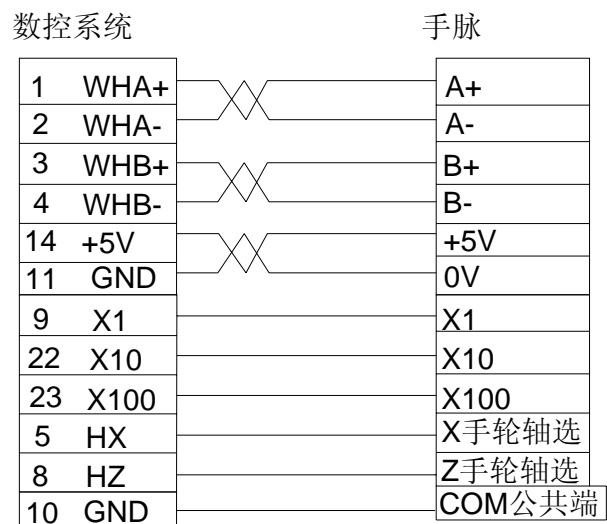 数控系统 手脉
1 WHA+ A+
2 WHA- A-
3 WHB+ B+
4 WHB- B-
14 +5V +5V
11 GND 0V
9 X1 X1
22 X10 X10
23 X100 X100
5 HX X手轮轴选
8 HZ Z手轮轴选
10 GND COM公共端